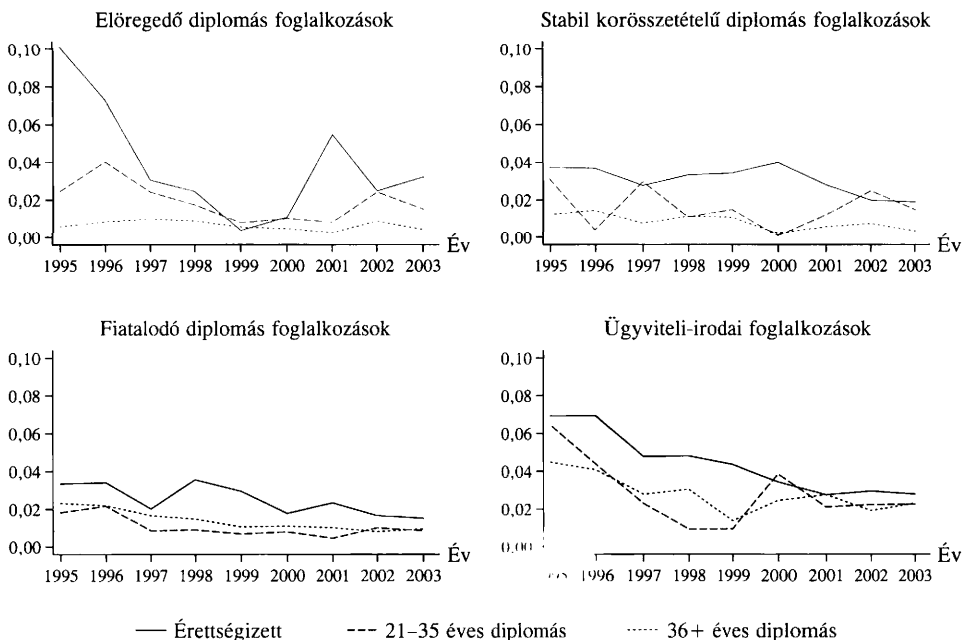 Elöregedő diplomás foglalkozások
0,10
0,08
0,06
0,04
0,02
0,00
Év
1995 1996 1997 1998 1999 2000 2001 2002 2003
Stabil korösszetételű diplomás foglalkozások
0,10
0,08
0,06
0,04
0,02
0,00
Év
1995 1996 1997 1998 1999 2000 2001 2002 2003
Fiatalodó diplomás foglalkozások
0,10
0,08
0,06
0,04
0,02
0,00
Év
1995 1996 1997 1998 1999 2000 2001 2002 2003
Ügyviteli-irodai foglalkozások
0,10
0,08
0,06
0,04
0,02
0,00
Év
1996 1997 1998 1999 2000 2001 2002 2003
Érettségizett 21–35 éves diplomás 36+ éves diplomás